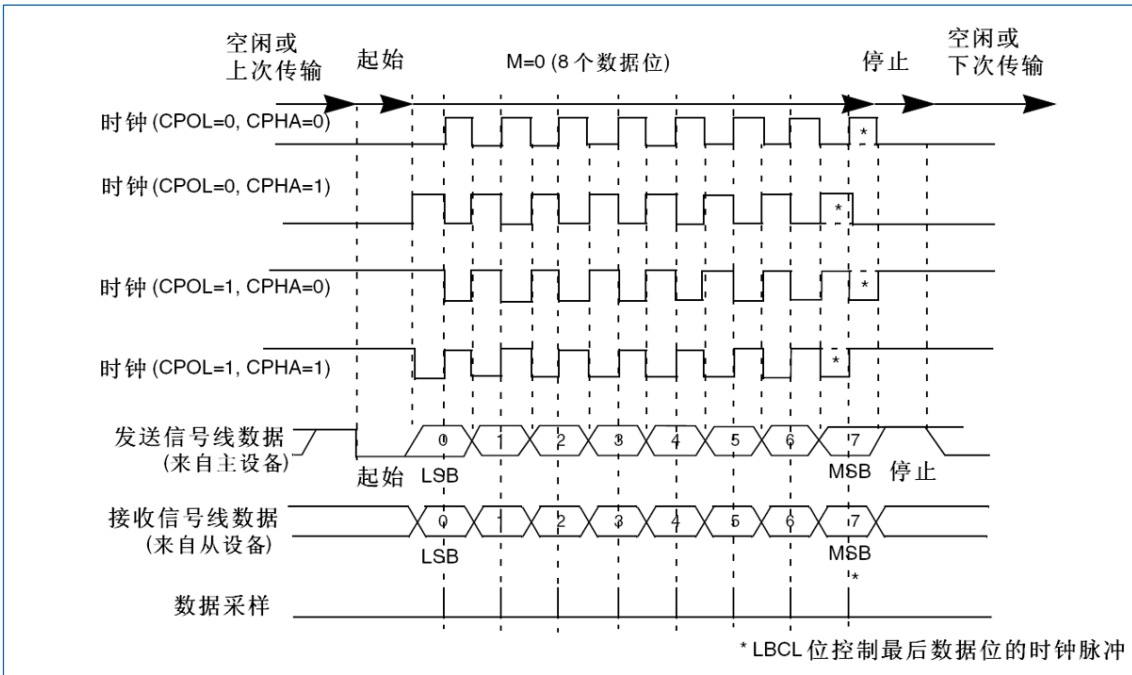 空闲或
上次传输
起始
M=0 (8 个数据位)
停止
空闲或
下次传输
时钟 (CPOL=0, CPHA=0)
*
时钟 (CPOL=0, CPHA=1)
*
时钟 (CPOL=1, CPHA=0)
*
时钟 (CPOL=1, CPHA=1)
*
发送信号线数据
(来自主设备)
0 1 2 3 4 5 6 7
起始
LSB
MSB
停止
接收信号线数据
(来自从设备)
0 1 2 3 4 5 6 7
LSB
MSB
*
数据采样
* LBCL 位控制最后数据位的时钟脉冲